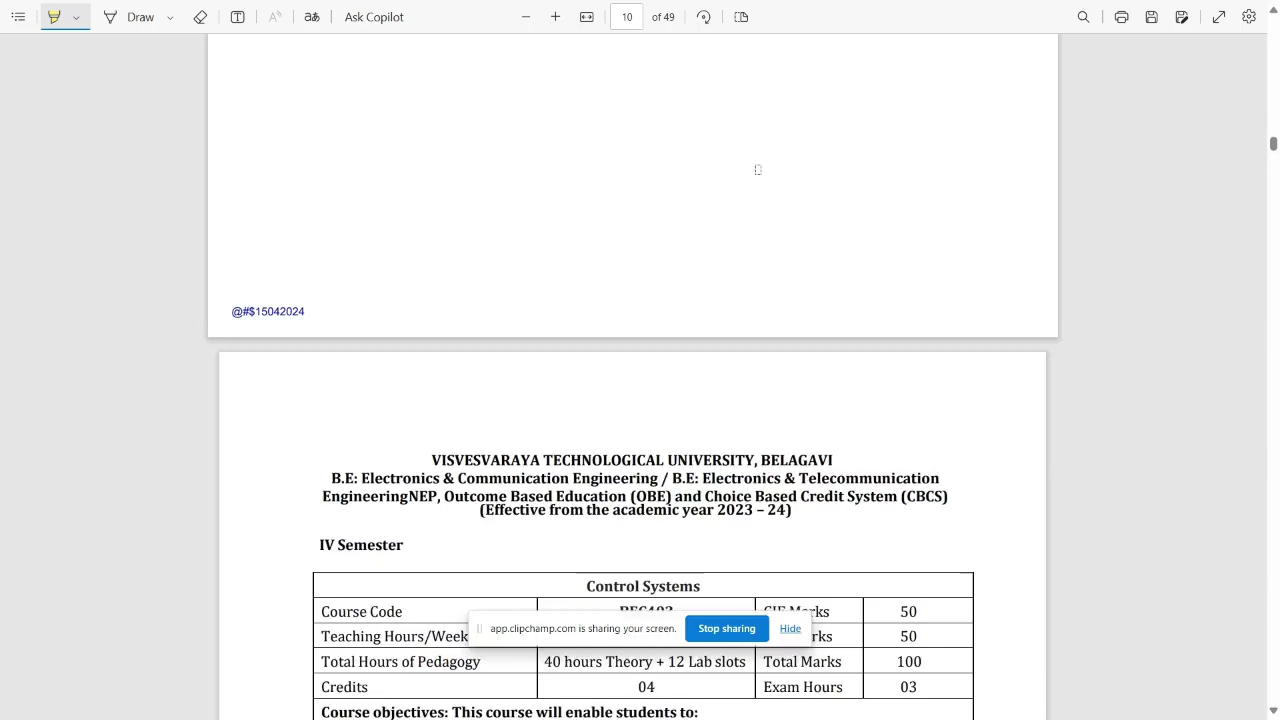 Draw
Ask Copilot
10 of 49
@#$15042024
VISVESVARAYA TECHNOLOGICAL UNIVERSITY, BELAGAVI
B.E: Electronics & Communication Engineering / B.E: Electronics & Telecommunication
EngineeringNEP, Outcome Based Education (OBE) and Choice Based Credit System (CBCS)
(Effective from the academic year 2023 – 24)
IV Semester
Control Systems
Course Code 50
app.clipchamp.com is sharing your screen. Stop sharing Hide
Teaching Hours/Week 50
Total Hours of Pedagogy 40 hours Theory + 12 Lab slots Total Marks 100
Credits 04 Exam Hours 03
Course objectives: This course will enable students to: